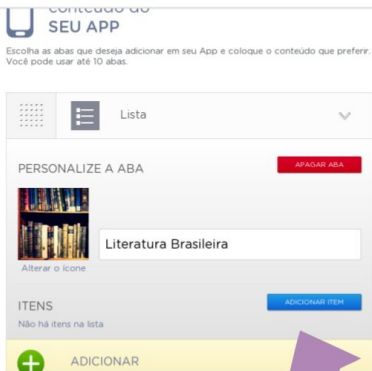 conteúdo do
SEU APP
Escolha as abas que deseja adicionar em seu App e coloque o conteúdo que preferir.
Você pode usar até 10 abas.
Lista
PERSONALIZE A ABA
APAGAR ABA
Literatura Brasileira
Alterar o ícone
ITENS
ADICIONAR ITEM
Não há itens na lista
ADICIONAR